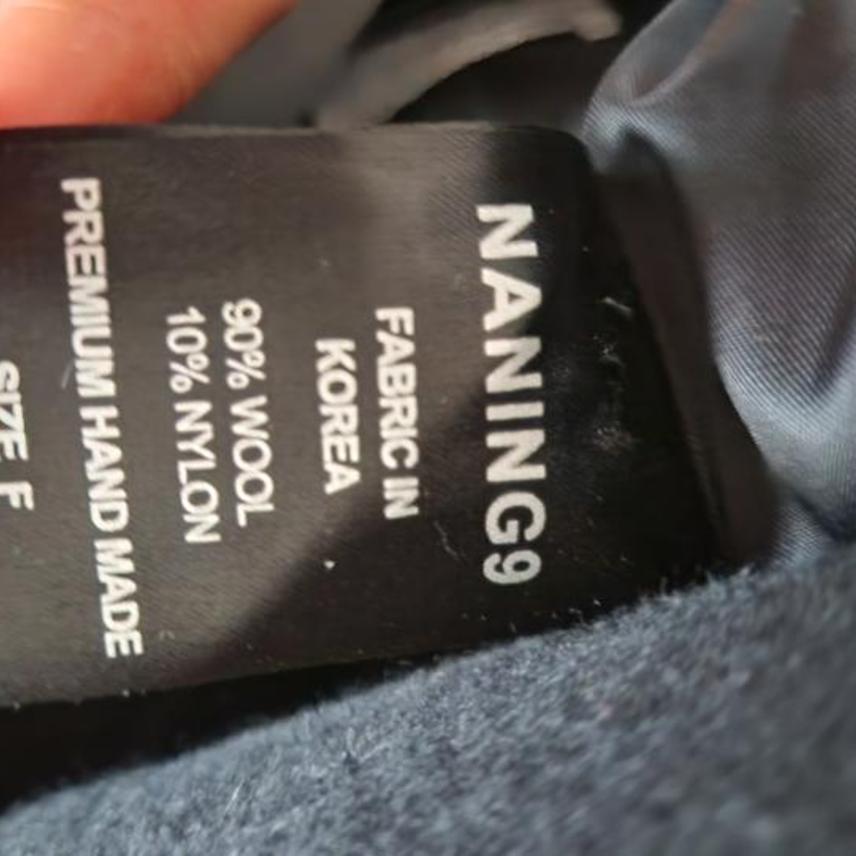 NANING9
FABRIC IN
KOREA
90% WOOL
10% NYLON
PREMIUM HAND MADE
SIZE. F